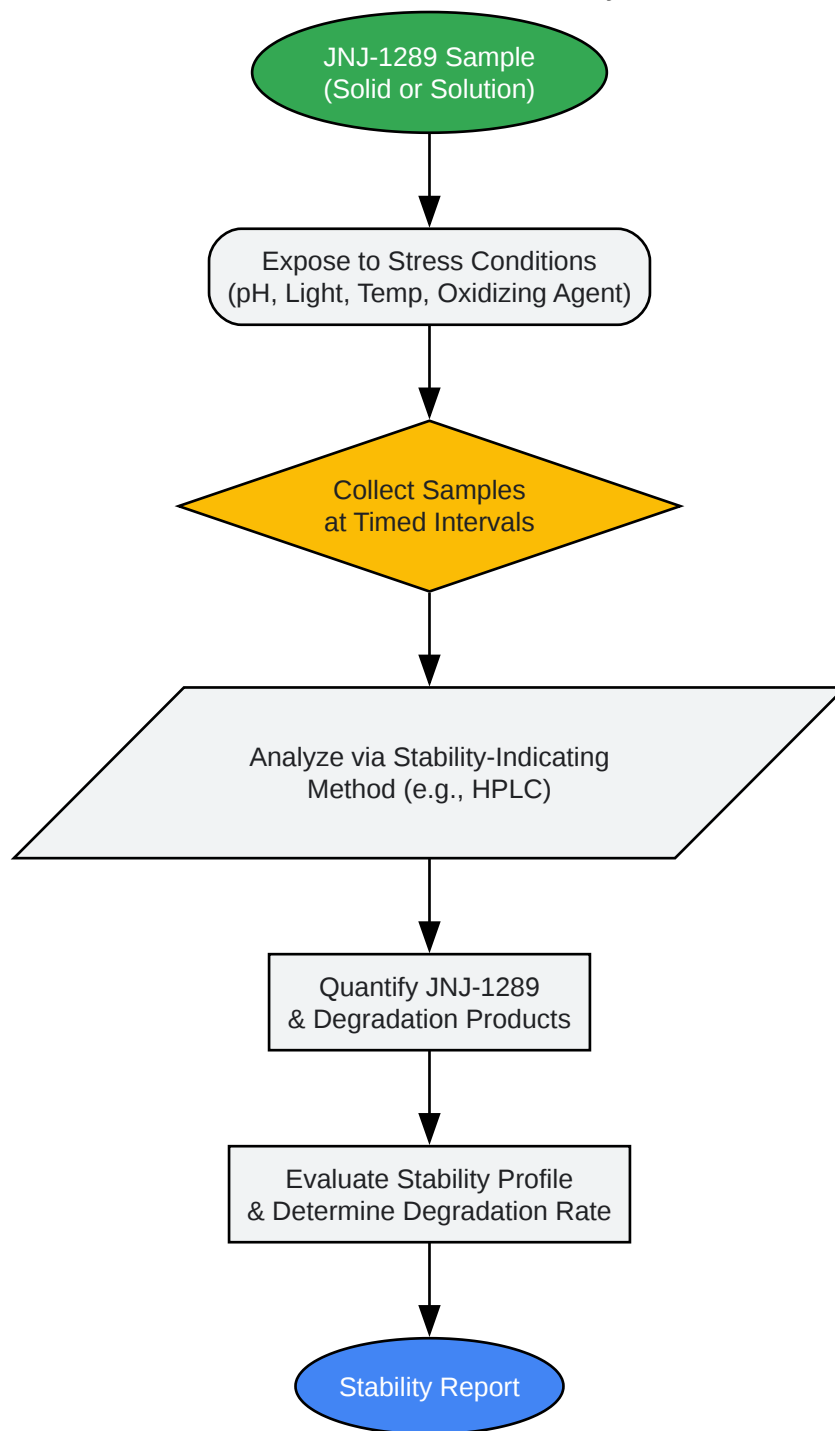 JNJ-1289 Sample
(Solid or Solution)
Expose to Stress Conditions
(pH, Light, Temp, Oxidizing Agent)
Collect Samples
at Timed Intervals
Analyze via Stability-Indicating
Method (e.g., HPLC)
Quantify JNJ-1289
& Degradation Products
Evaluate Stability Profile
& Determine Degradation Rate
Stability Report